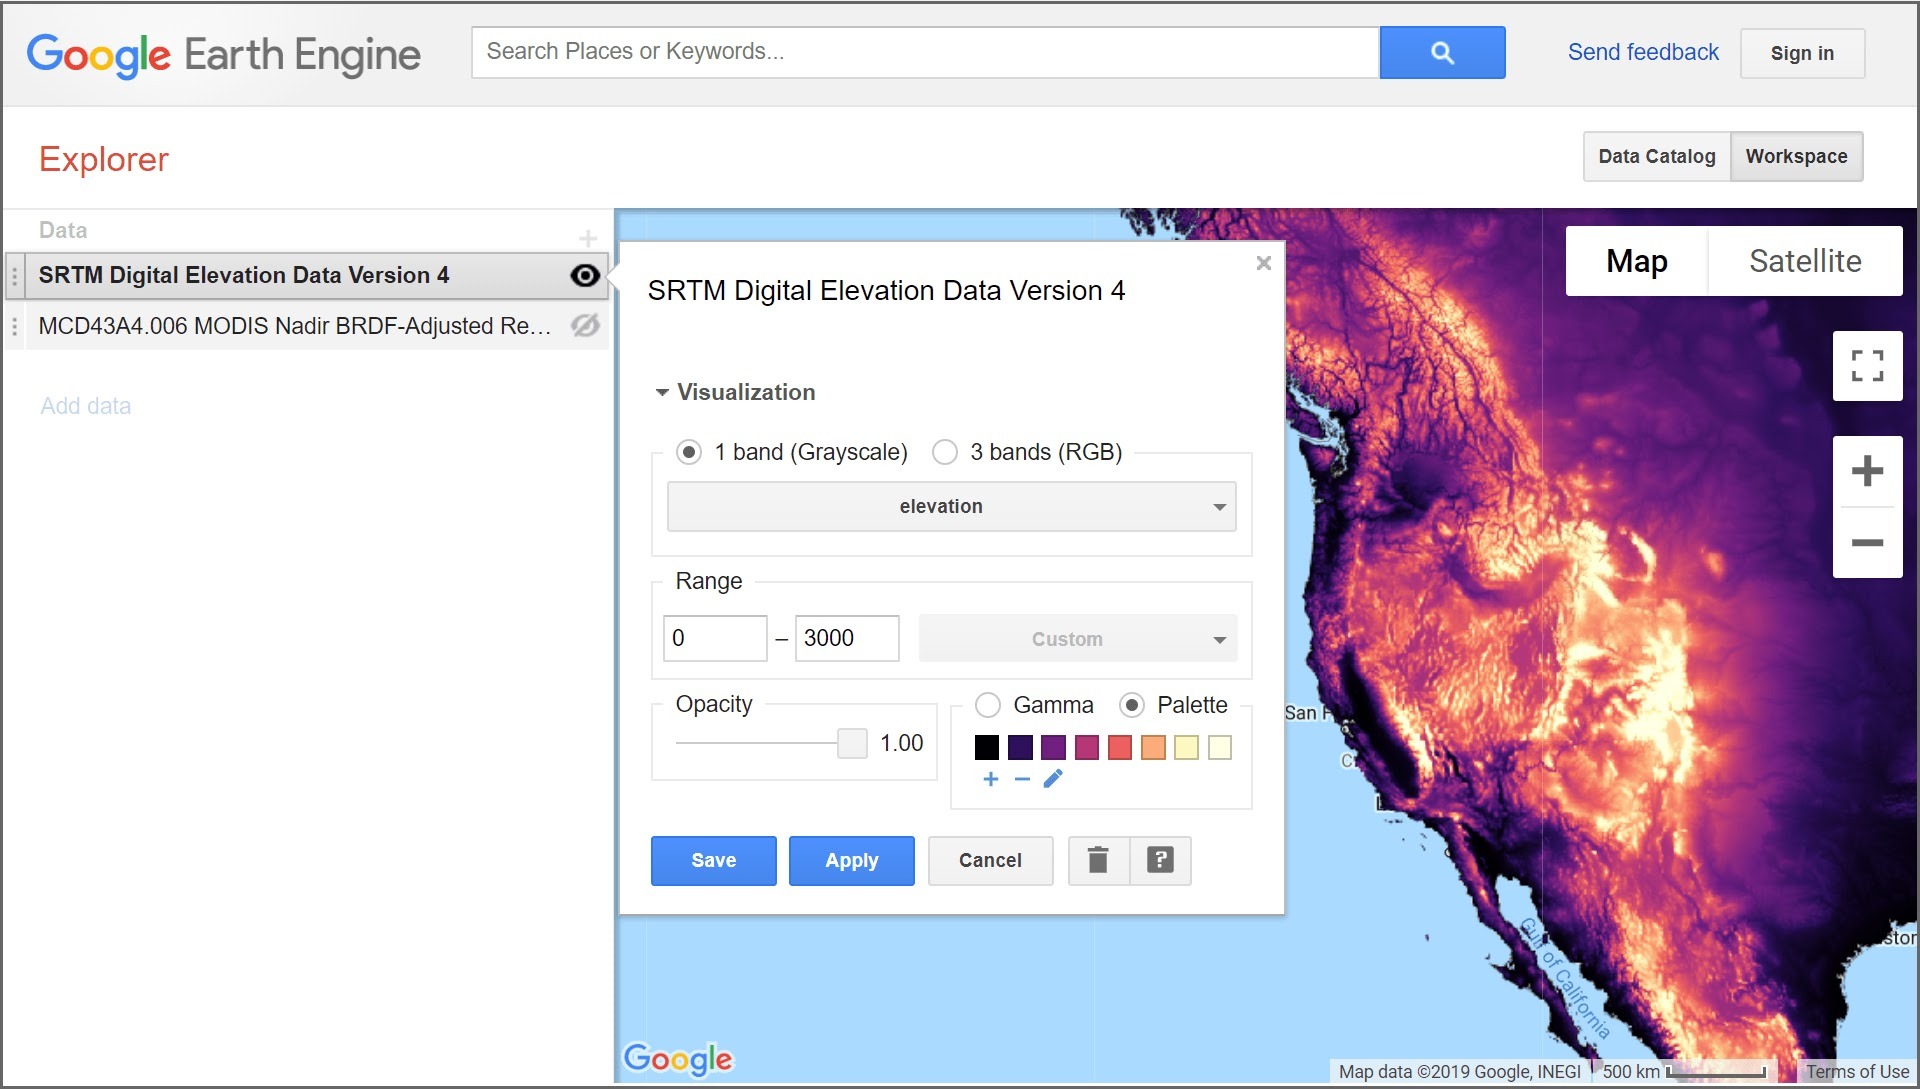 Google Earth Engine
Search Places or Keywords...
Send feedback
Sign in
Explorer
Data Catalog
Workspace
Data
SRTM Digital Elevation Data Version 4
MCD43A4.006 MODIS Nadir BRDF-Adjusted Re...
Add data
SRTM Digital Elevation Data Version 4
Visualization
1 band (Grayscale)
3 bands (RGB)
elevation
Range
0 – 3000
Custom
Opacity
1.00
Gamma
Palette
Save
Apply
Cancel
?
Map
Satellite
San F
Gulf of California
ston
Google
Map data ©2019 Google, INEGI
500 km
Terms of Use